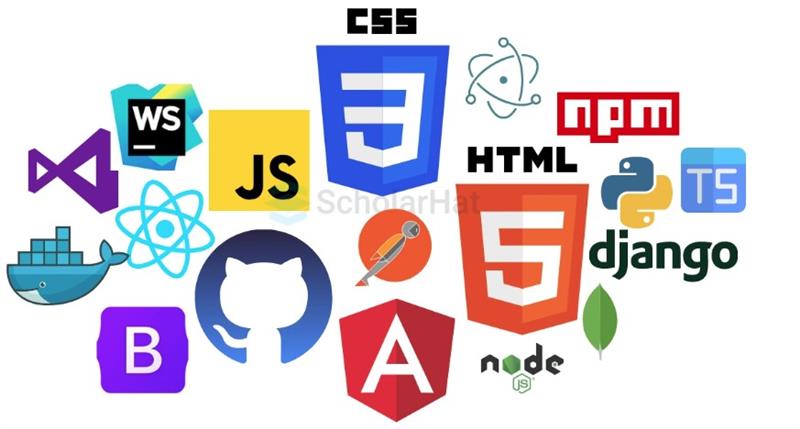 CSS
WS
npm
JS
HTML
TS
ScholarHat
django
B
A
node
JS